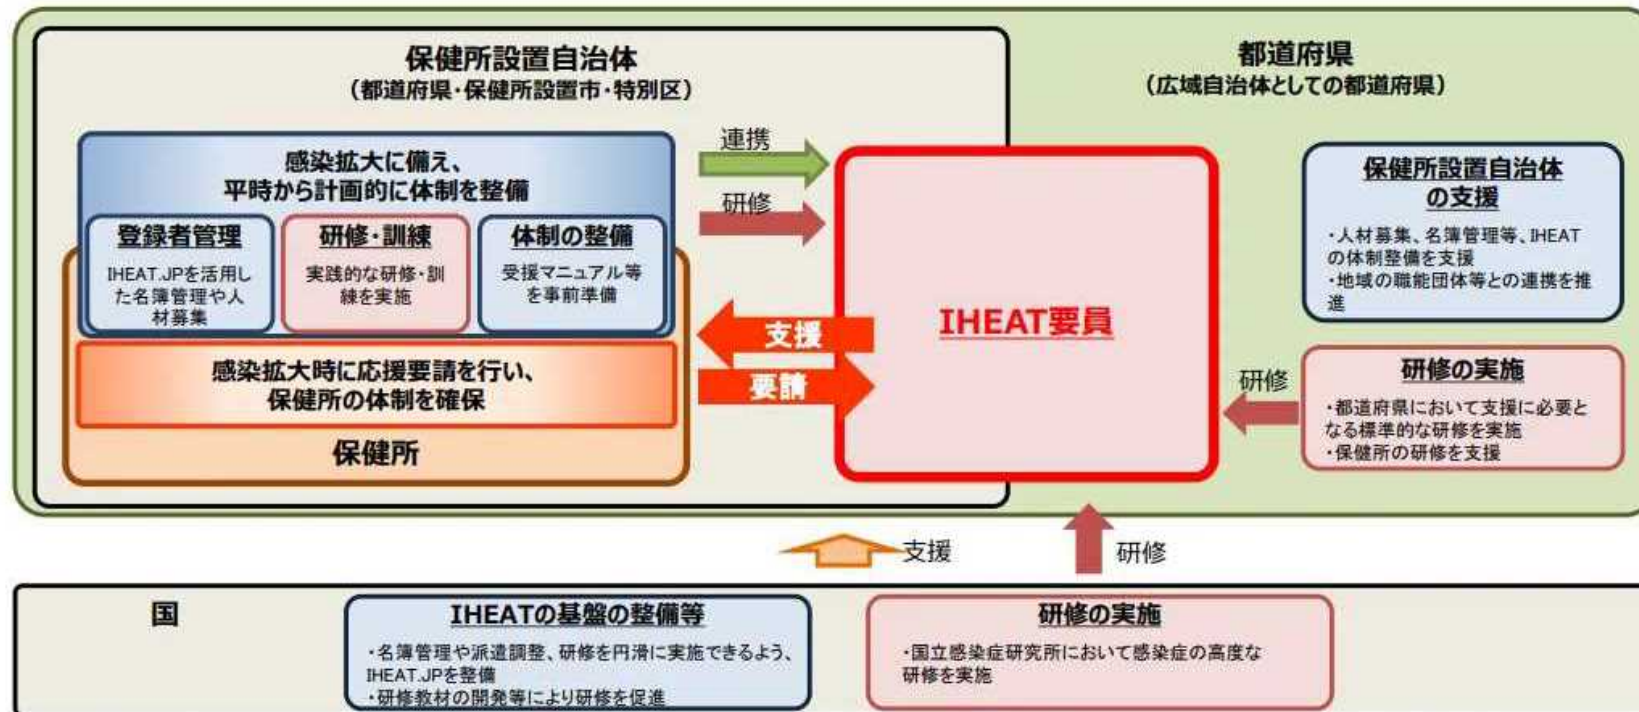 保健所設置自治体
（都道府県・保健所設置市・特別区）
都道府県
（広域自治体としての都道府県）
感染拡大に備え、
平時から計画的に体制を整備
登録者管理
IHEAT.JPを活用し
た名簿管理や人
材募集
研修・訓練
実践的な研修・訓
練を実施
体制の整備
受援マニュアル等
を事前準備
感染拡大時に応援要請を行い、
保健所の体制を確保
保健所
連携
研修
支援
要請
IHEAT要員
保健所設置自治体
の支援
・人材募集、名簿管理等、IHEAT
の体制整備を支援
・地域の職能団体等との連携を推
進
研修
研修の実施
・都道府県において支援に必要と
なる標準的な研修を実施
・保健所の研修を支援
支援
研修
国
IHEATの基盤の整備等
・名簿管理や派遣調整、研修を円滑に実施できるよう、
IHEAT.JPを整備
・研修教材の開発等により研修を促進
研修の実施
・国立感染症研究所において感染症の高度な
研修を実施